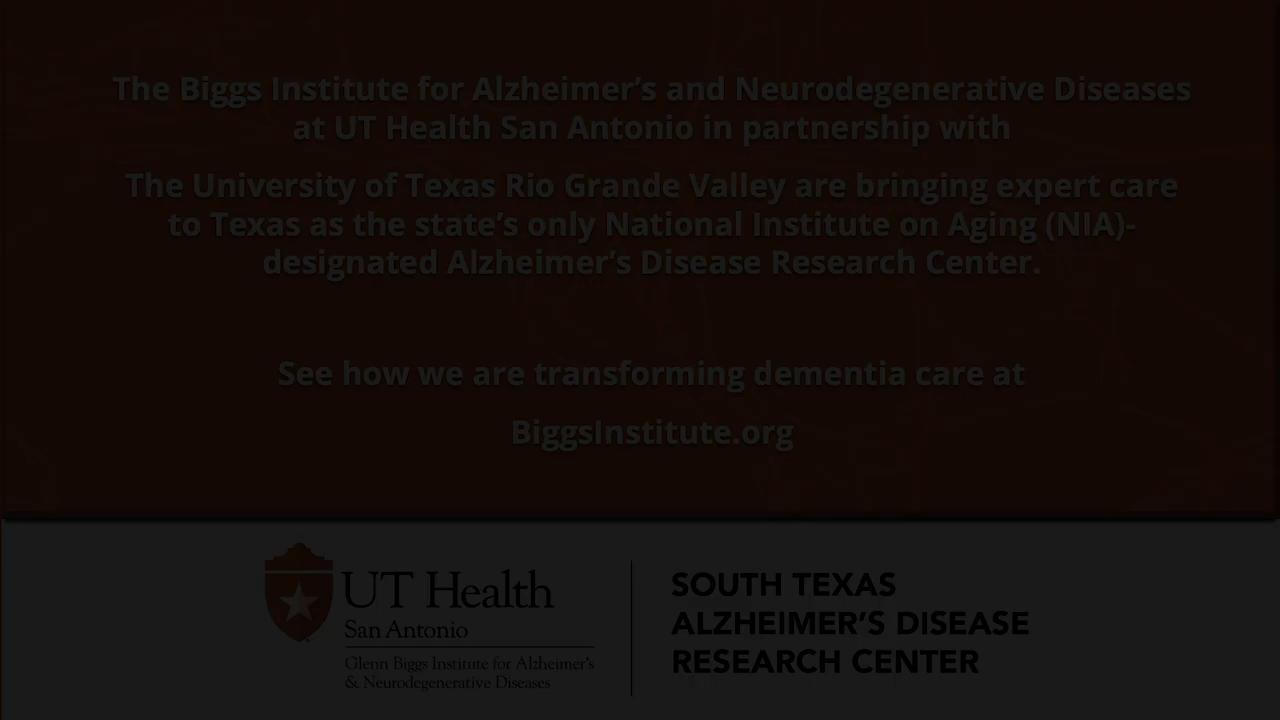 The Biggs Institute for Alzheimer’s and Neurodegenerative Diseases
at UT Health San Antonio in partnership with
The University of Texas Rio Grande Valley are bringing expert care
to Texas as the state’s only National Institute on Aging (NIA)-
designated Alzheimer’s Disease Research Center.
See how we are transforming dementia care at
BiggsInstitute.org
UT Health
San Antonio
Glenn Biggs Institute for Alzheimer’s
& Neurodegenerative Diseases
SOUTH TEXAS
ALZHEIMER’S DISEASE
RESEARCH CENTER